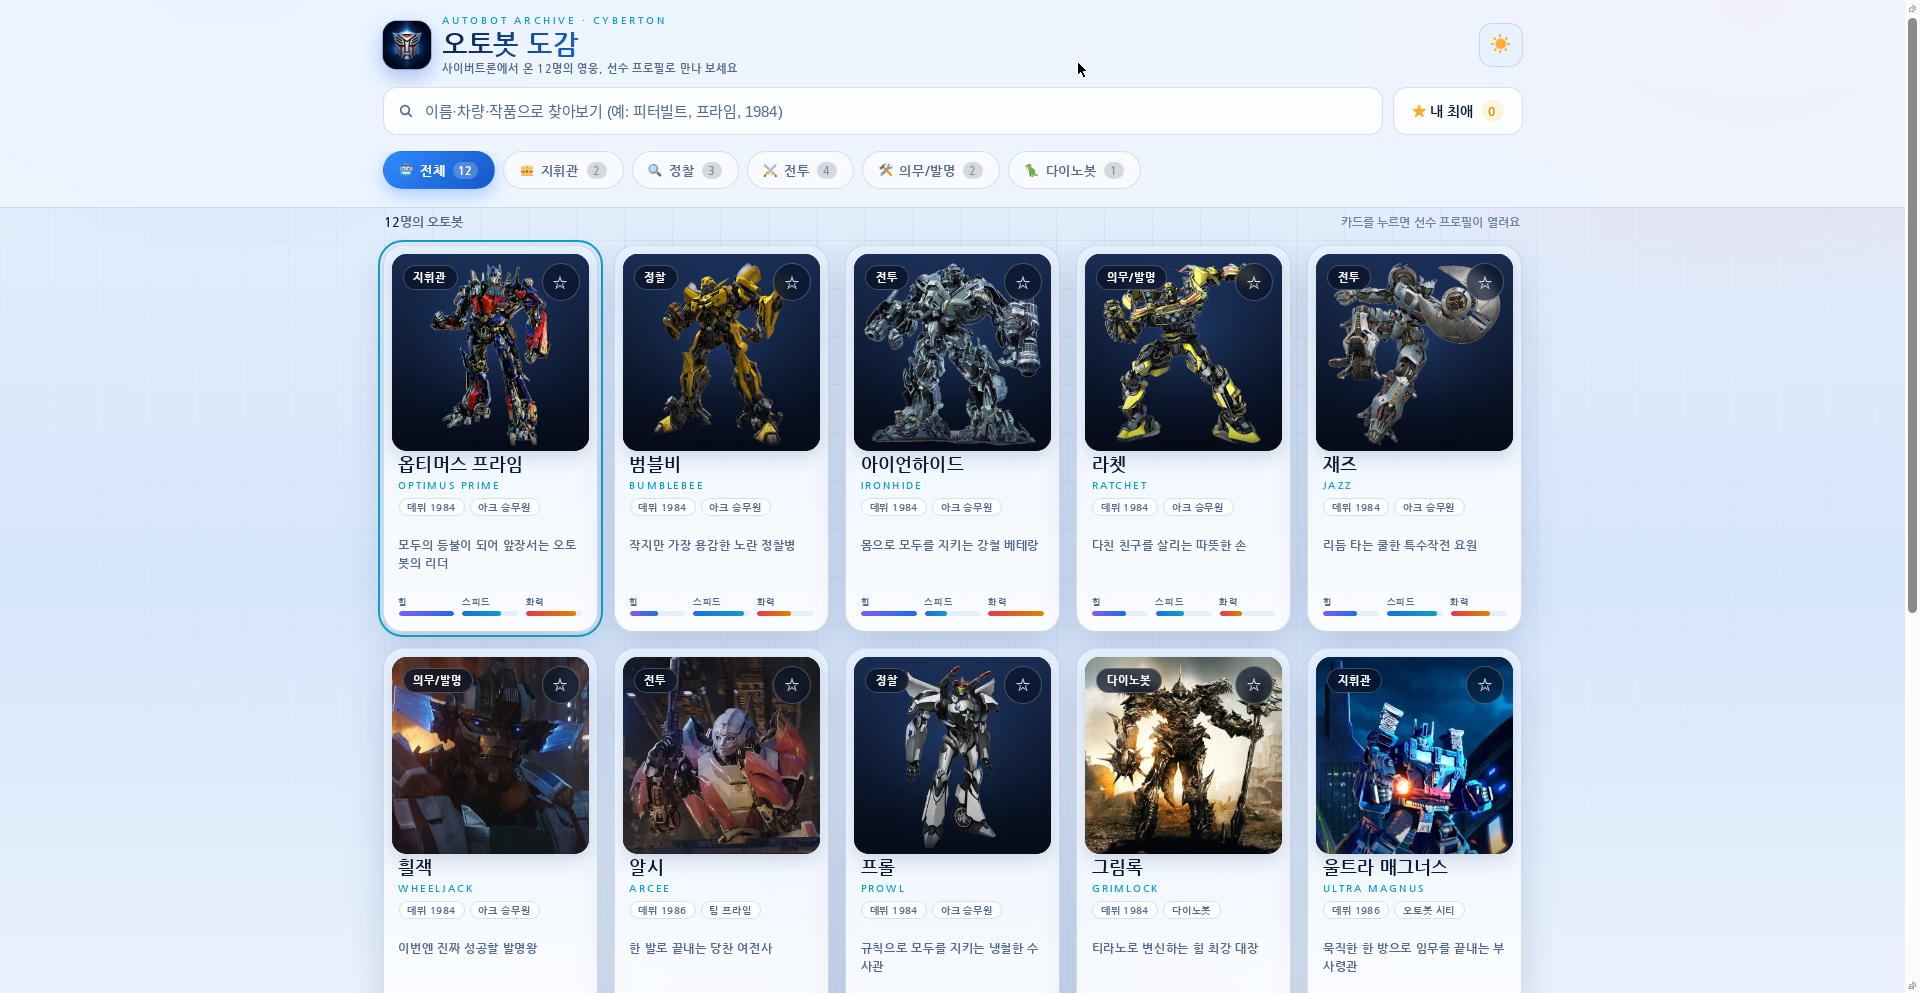 AUTOBOT ARCHIVE · CYBERTON
오토봇 도감
사이버트론에서 온 12명의 영웅, 선수 프로필로 만나 보세요
이름·차량·작품으로 찾아보기 (예: 피터빌트, 프라임, 1984)
내 최애 0
전체 12
지휘관 2
정찰 3
전투 4
의무/발명 2
다이노봇 1
12명의 오토봇
카드를 누르면 선수 프로필이 열려요
지휘관
옵티머스 프라임
OPTIMUS PRIME
데뷔 1984
아크 승무원
모두의 등불이 되어 앞장서는 오토
봇의 리더
힘 스피드 화력
정찰
범블비
BUMBLEBEE
데뷔 1984
아크 승무원
작지만 가장 용감한 노란 정찰병
힘 스피드 화력
전투
아이언하이드
IRONHIDE
데뷔 1984
아크 승무원
몸으로 모두를 지키는 강철 베테랑
힘 스피드 화력
의무/발명
라쳇
RATCHET
데뷔 1984
아크 승무원
다친 친구를 살리는 따뜻한 손
힘 스피드 화력
전투
재즈
JAZZ
데뷔 1984
아크 승무원
리듬 타는 쿨한 특수작전 요원
힘 스피드 화력
의무/발명
휠잭
WHEELJACK
데뷔 1984
아크 승무원
이번엔 진짜 성공할 발명왕
전투
알시
ARCEE
데뷔 1986
팀 프라임
한 발로 끝내는 당찬 여전사
정찰
프롤
PROWL
데뷔 1984
아크 승무원
규칙으로 모두를 지키는 냉철한 수
사관
다이노봇
그림록
GRIMLOCK
데뷔 1984
다이노봇
티라노로 변신하는 힘 최강 대장
지휘관
울트라 매그너스
ULTRA MAGNUS
데뷔 1986
오토봇 시티
묵직한 한 방으로 임무를 끝내는 부
사령관